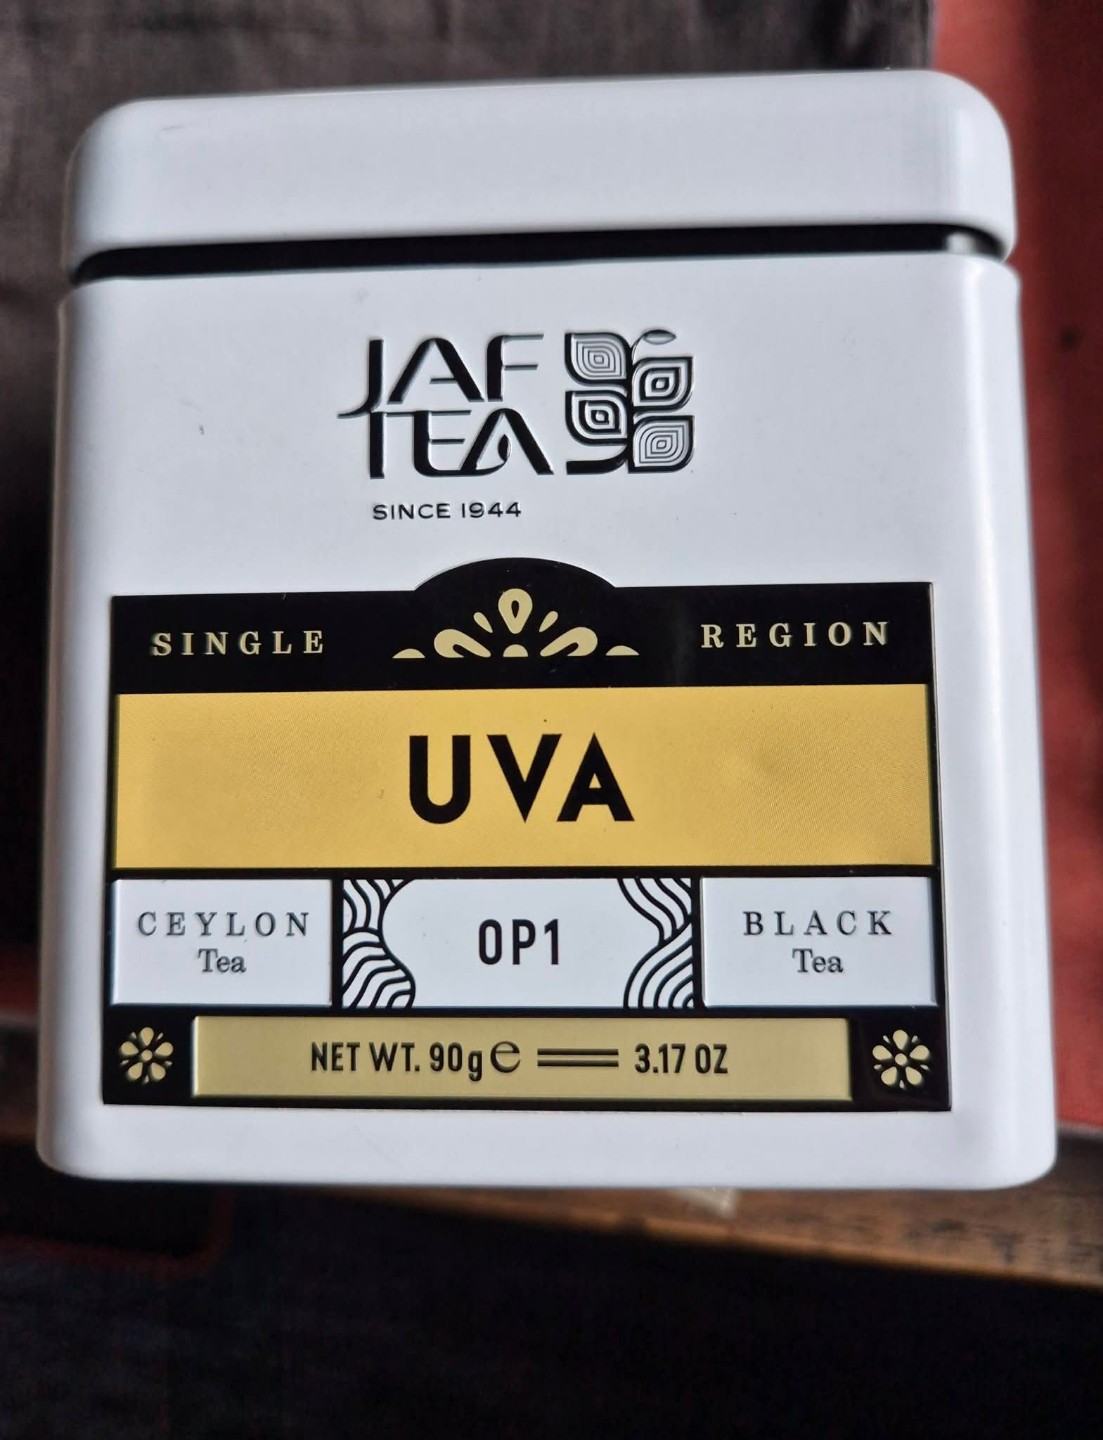 JAF
TEA
SINCE 1944
SINGLE REGION
UVA
CEYLON
Tea
OP1
BLACK
Tea
NET WT. 90g℮ 3.17 OZ